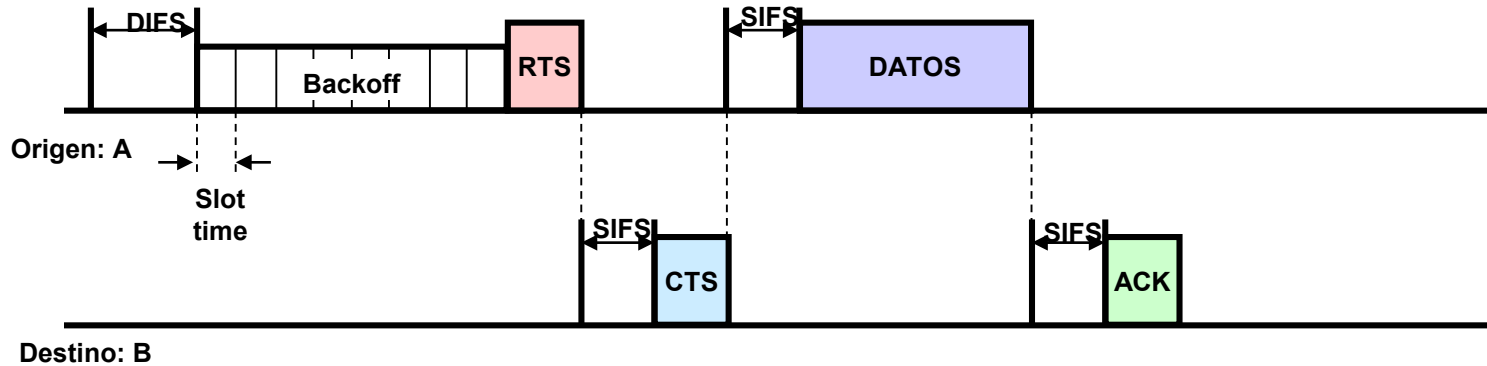 DIFS
Backoff
RTS
SIFS
DATOS
Origen: A
Slot
time
SIFS
CTS
SIFS
ACK
Destino: B